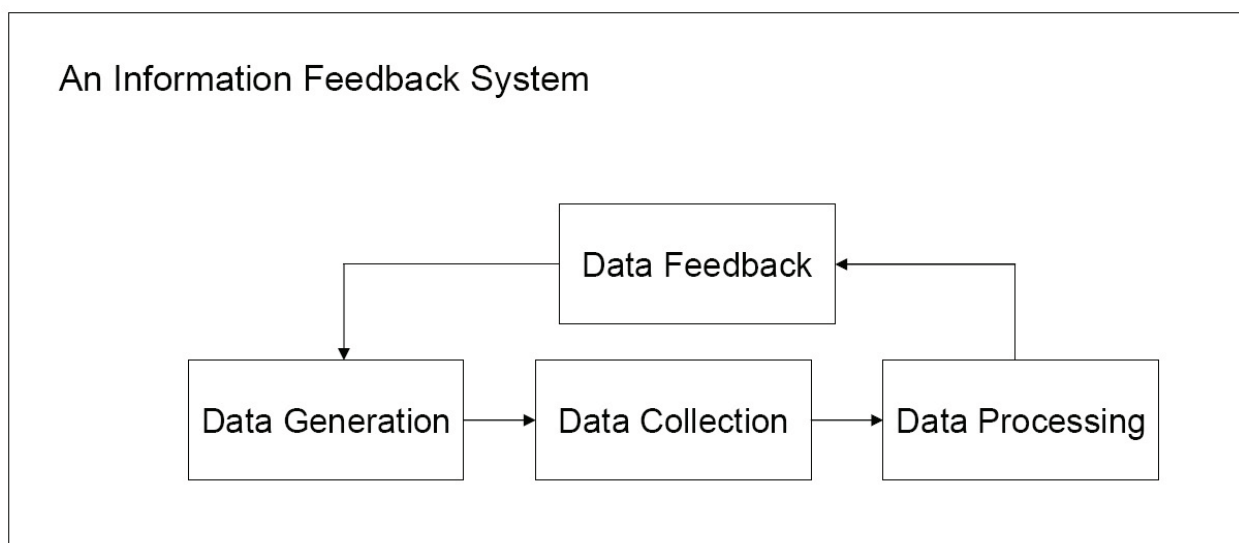 An Information Feedback System
Data Feedback
Data Generation
Data Collection
Data Processing